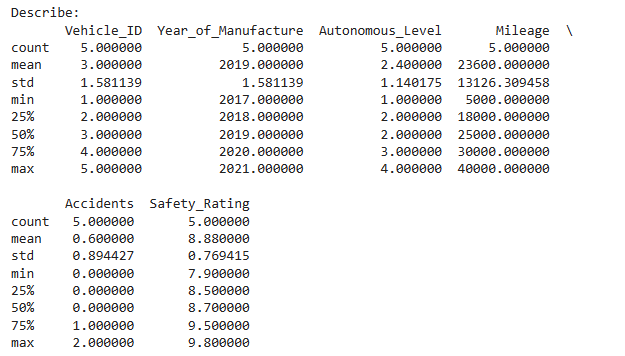 Describe:
       Vehicle_ID  Year_of_Manufacture  Autonomous_Level       Mileage  \
count    5.000000             5.000000          5.000000      5.000000
mean     3.000000          2019.000000          2.400000  23600.000000
std      1.581139             1.581139          1.140175  13126.309458
min      1.000000          2017.000000          1.000000   5000.000000
25%      2.000000          2018.000000          2.000000  18000.000000
50%      3.000000          2019.000000          2.000000  25000.000000
75%      4.000000          2020.000000          3.000000  30000.000000
max      5.000000          2021.000000          4.000000  40000.000000

       Accidents  Safety_Rating
count   5.000000       5.000000
mean    0.600000       8.880000
std     0.894427       0.769415
min     0.000000       7.900000
25%     0.000000       8.500000
50%     0.000000       8.700000
75%     1.000000       9.500000
max     2.000000       9.800000